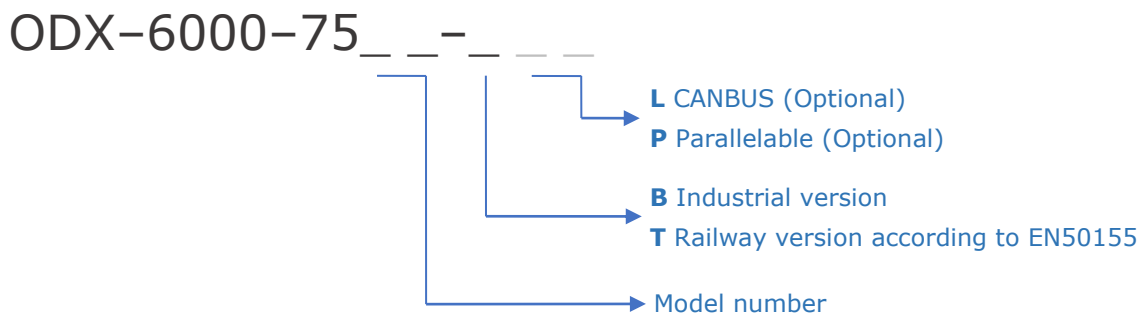 ODX–6000–75_ _–_ _ _
L CANBUS (Optional)
P Parallelable (Optional)
B Industrial version
T Railway version according to EN50155
Model number